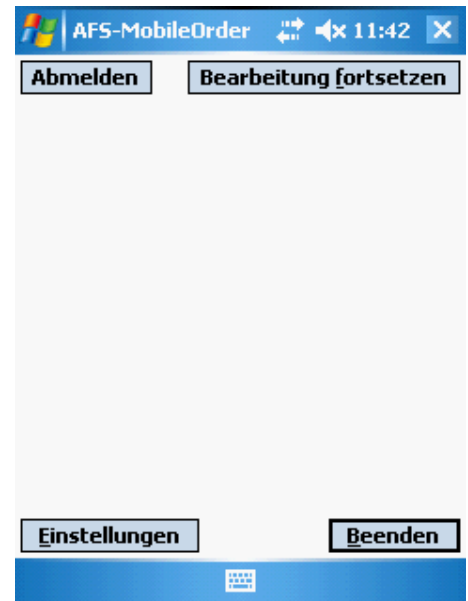 AFS-MobileOrder 11:42
Abmelden Bearbeitung fortsetzen
Einstellungen Beenden